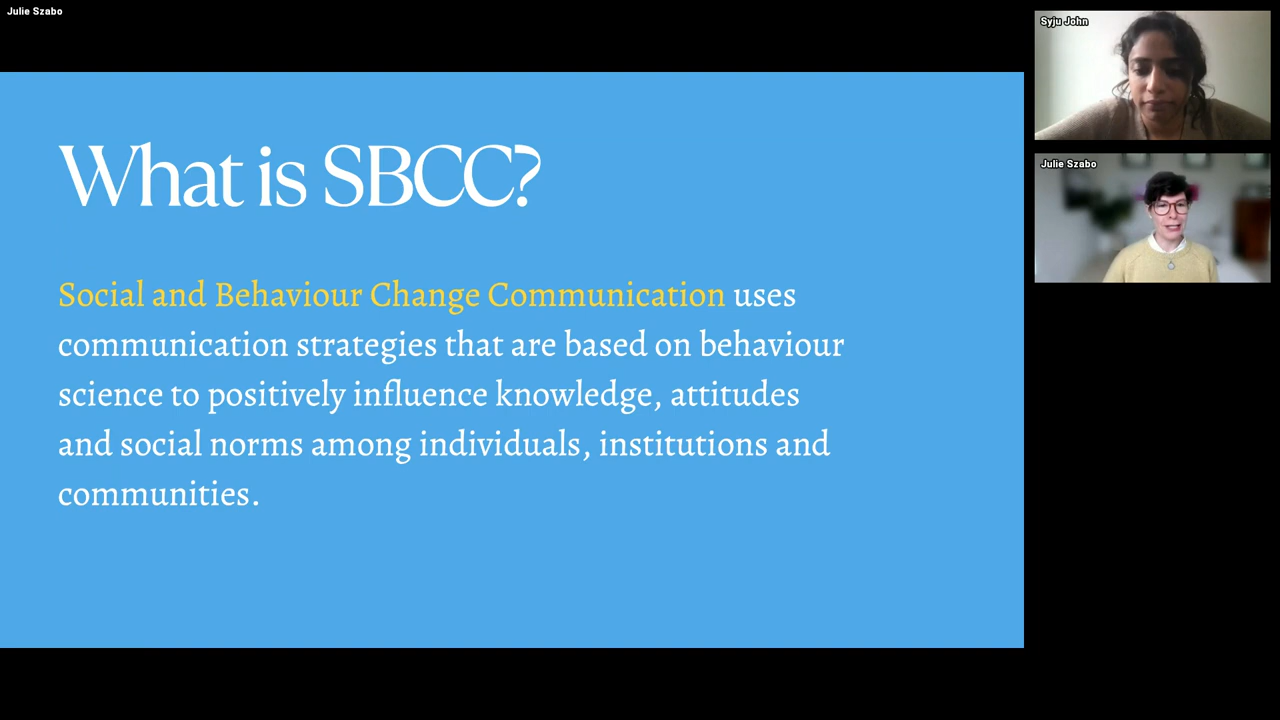 Julie Szabo
What is SBCC?
Social and Behaviour Change Communication uses
communication strategies that are based on behaviour
science to positively influence knowledge, attitudes
and social norms among individuals, institutions and
communities.
Syju John
Julie Szabo